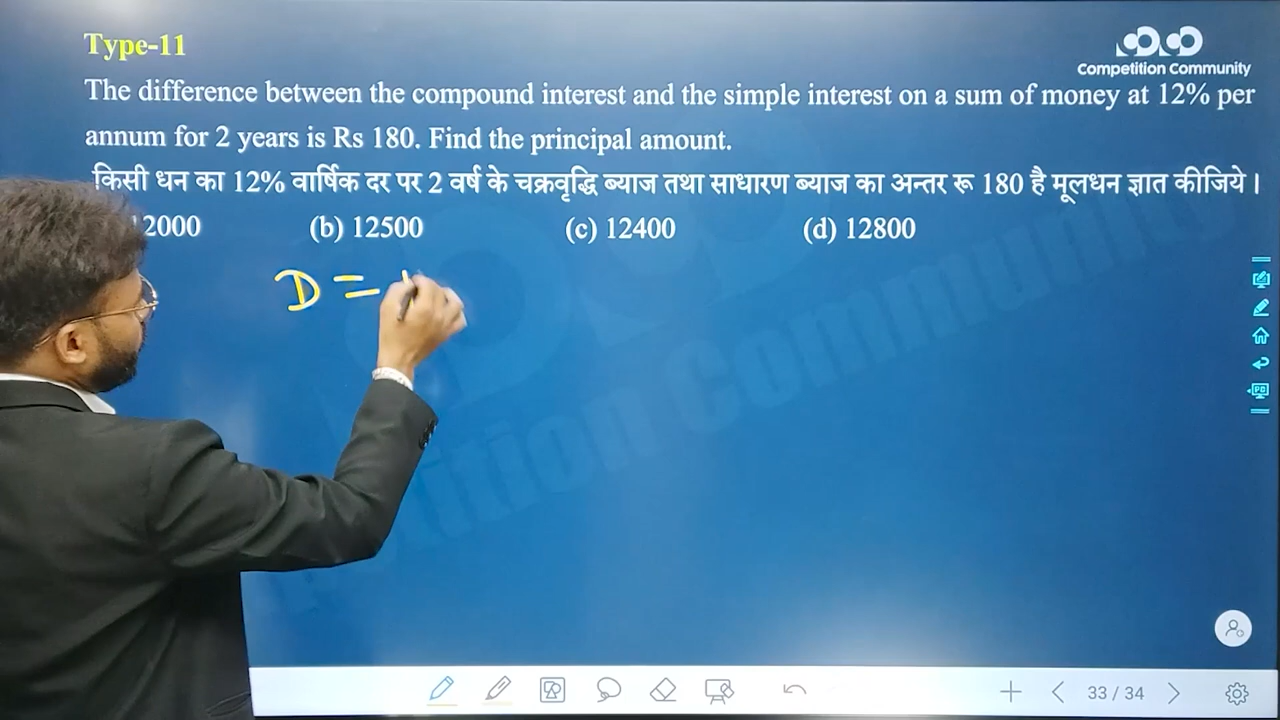 Type-11
Competition Community
The difference between the compound interest and the simple interest on a sum of money at 12% per
annum for 2 years is Rs 180. Find the principal amount.
किसी धन का 12% वार्षिक दर पर 2 वर्ष के चक्रवृद्धि ब्याज तथा साधारण ब्याज का अन्तर रू 180 है मूलधन ज्ञात कीजिये।
2000 (b) 12500 (c) 12400 (d) 12800
D =
33 / 34